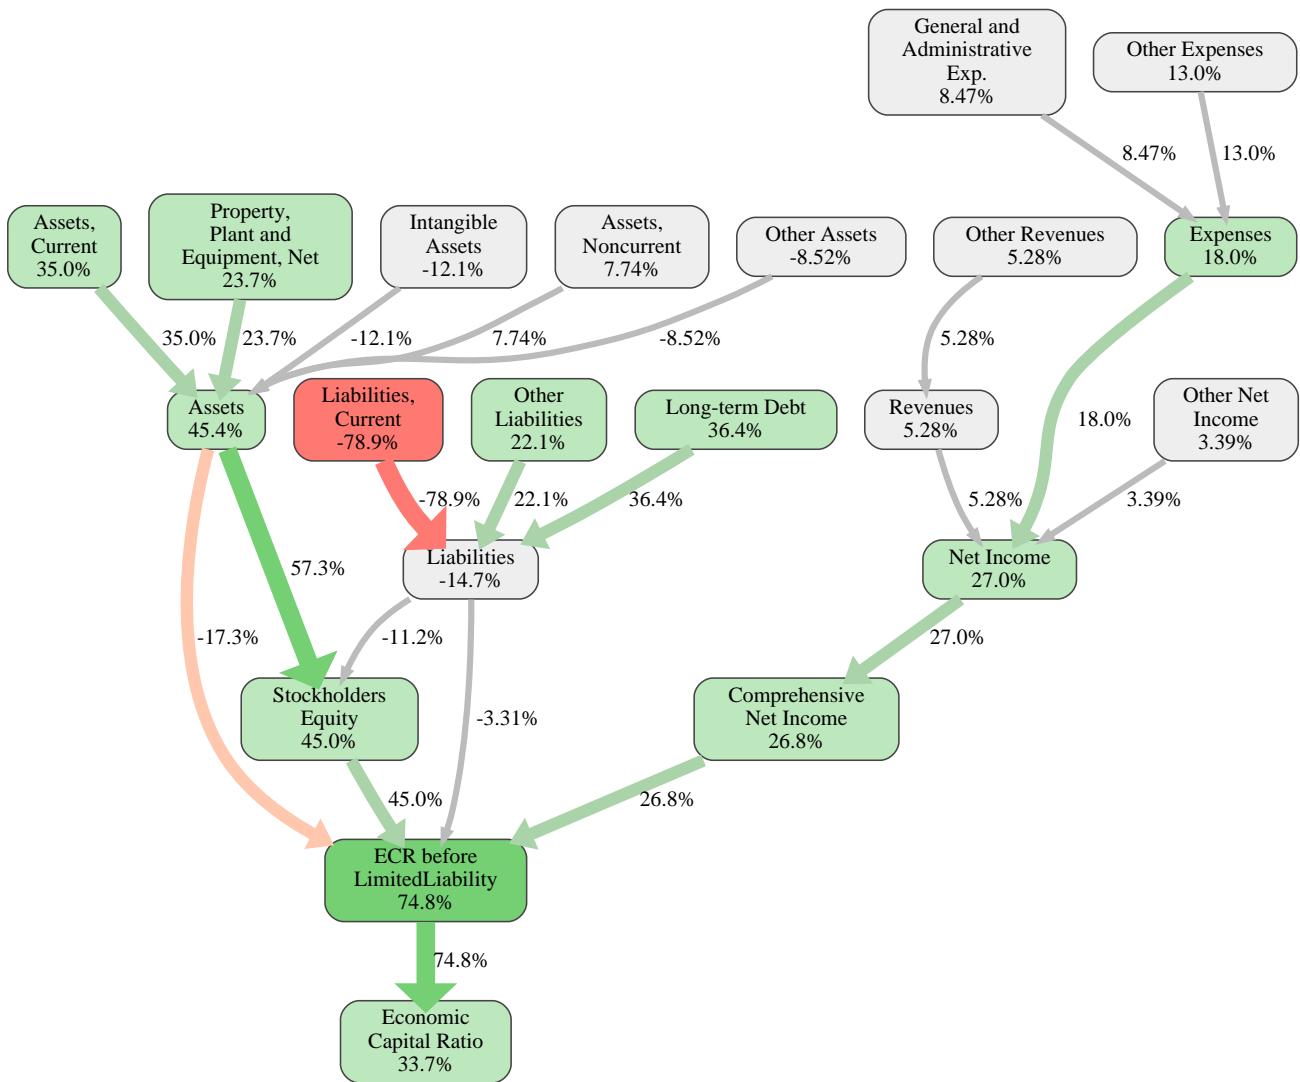 General and
Administrative
Exp.
8.47%
Other Expenses
13.0%
8.47%
13.0%
Assets,
Current
35.0%
Property,
Plant and
Equipment, Net
23.7%
Intangible
Assets
-12.1%
Assets,
Noncurrent
7.74%
Other Assets
-8.52%
Other Revenues
5.28%
Expenses
18.0%
35.0%
23.7%
-12.1%
7.74%
-8.52%
5.28%
Assets
45.4%
Liabilities,
Current
-78.9%
Other
Liabilities
22.1%
Long-term Debt
36.4%
Revenues
5.28%
18.0%
Other Net
Income
3.39%
-78.9%
22.1%
36.4%
5.28%
3.39%
57.3%
Liabilities
-14.7%
Net Income
27.0%
-17.3%
-11.2%
27.0%
Stockholders
Equity
45.0%
-3.31%
Comprehensive
Net Income
26.8%
45.0%
26.8%
ECR before
LimitedLiability
74.8%
74.8%
Economic
Capital Ratio
33.7%